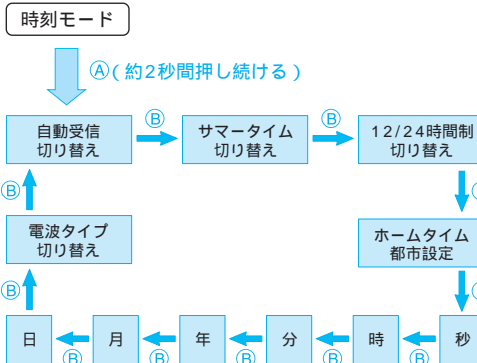 時刻モード
Ⓐ(約2秒間押し続ける)
自動受信
切り替え
Ⓑ
サマータイム
切り替え
Ⓑ
12/24時間制
切り替え
Ⓑ
電波タイプ
切り替え
ホームタイム
都市設定
Ⓑ
日
Ⓑ
月
Ⓑ
年
Ⓑ
分
Ⓑ
時
Ⓑ
秒